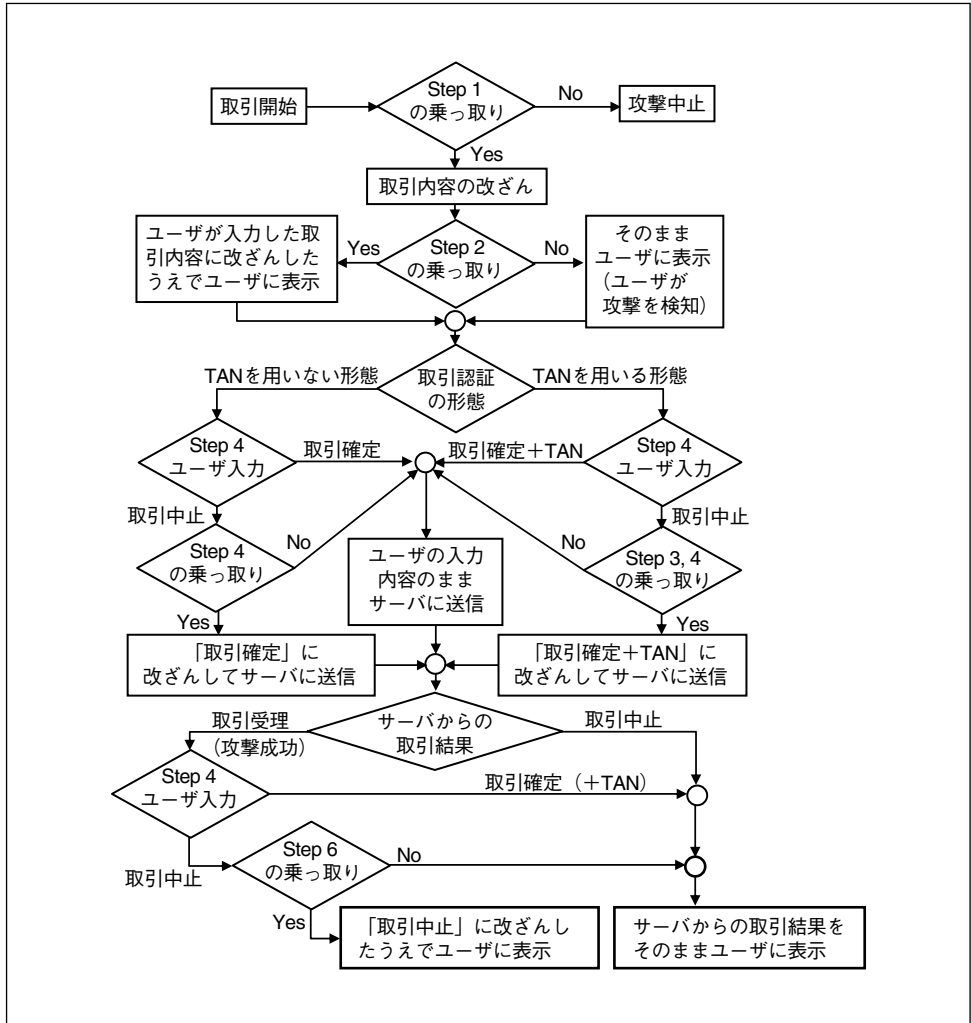 Step 1
の乗っ取り
取引開始
No
攻撃中止
Yes
取引内容の改ざん
ユーザが入力した取
引内容に改ざんした
うえでユーザに表示
Yes
Step 2
の乗っ取り
No
そのまま
ユーザに表示
(ユーザが
攻撃を検知)
TANを用いない形態
取引認証
の形態
TANを用いる形態
Step 4
ユーザ入力
取引確定
取引確定+TAN
Step 4
ユーザ入力
取引中止
取引中止
Step 4
の乗っ取り
No
ユーザの入力
内容のまま
サーバに送信
No
Step 3, 4
の乗っ取り
Yes
Yes
「取引確定」に
改ざんしてサーバに送信
「取引確定+TAN」に
改ざんしてサーバに送信
取引受理
(攻撃成功)
サーバからの
取引結果
取引中止
Step 4
ユーザ入力
取引確定(+TAN)
取引中止
Step 6
の乗っ取り
No
Yes
「取引中止」に改ざんし
たうえでユーザに表示
サーバからの取引結果を
そのままユーザに表示